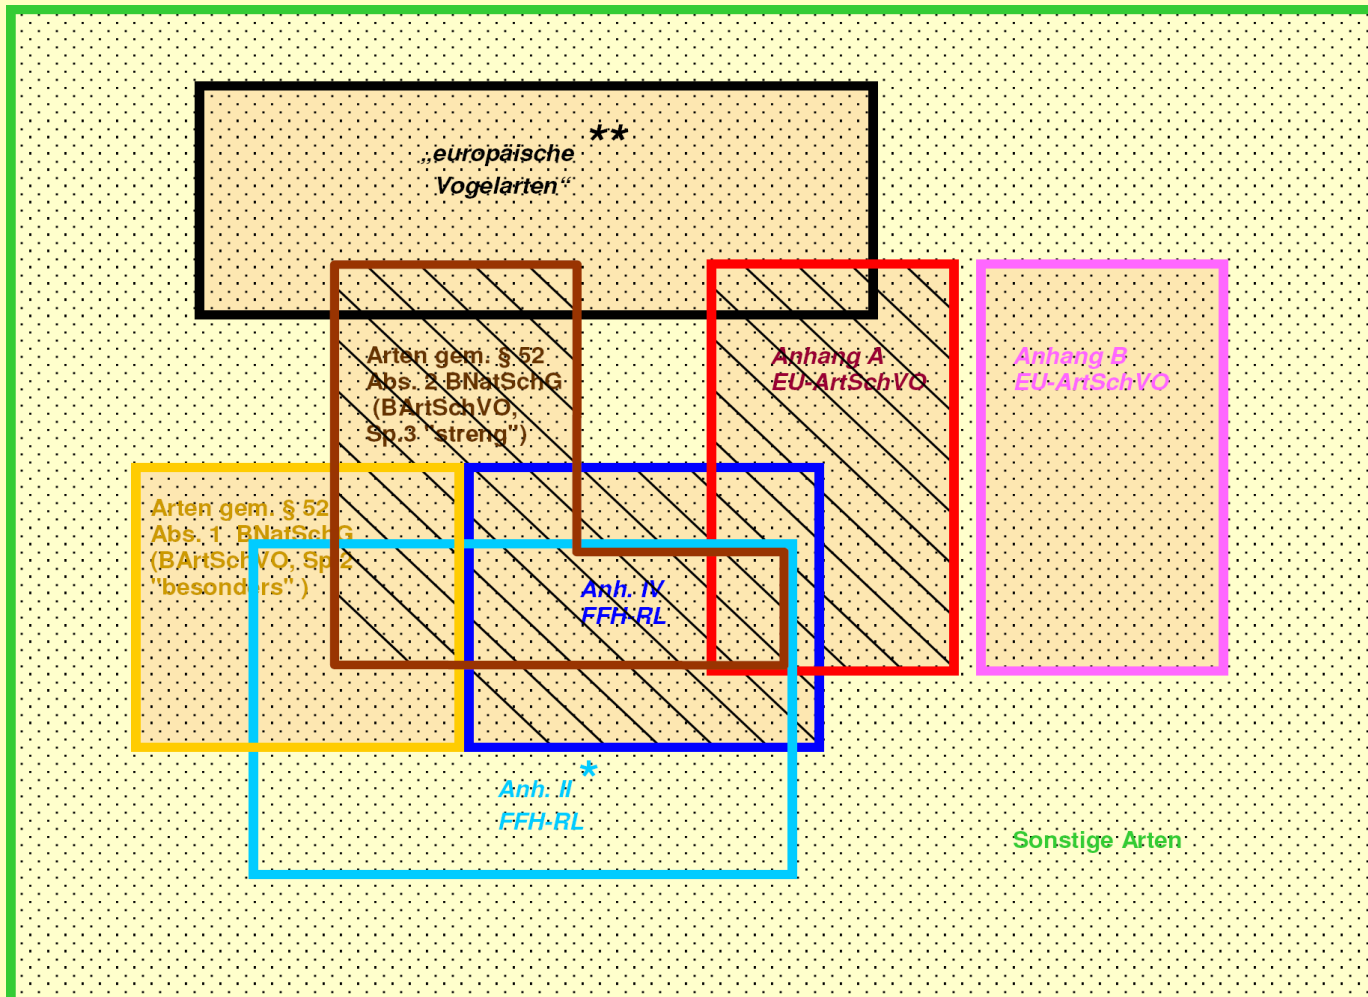 **
„europäische
Vogelarten“
Arten gem. § 52
Abs. 2 BNatSchG
(BArtSchVO,
Sp.3 "streng")
Anhang A
EU-ArtSchVO
Anhang B
EU-ArtSchVO
Arten gem. § 52
Abs. 1 BNatSchG
(BArtSchVO, Sp.2
"besonders" )
Anh. IV
FFH-RL
*
Anh. II
FFH-RL
Sonstige Arten